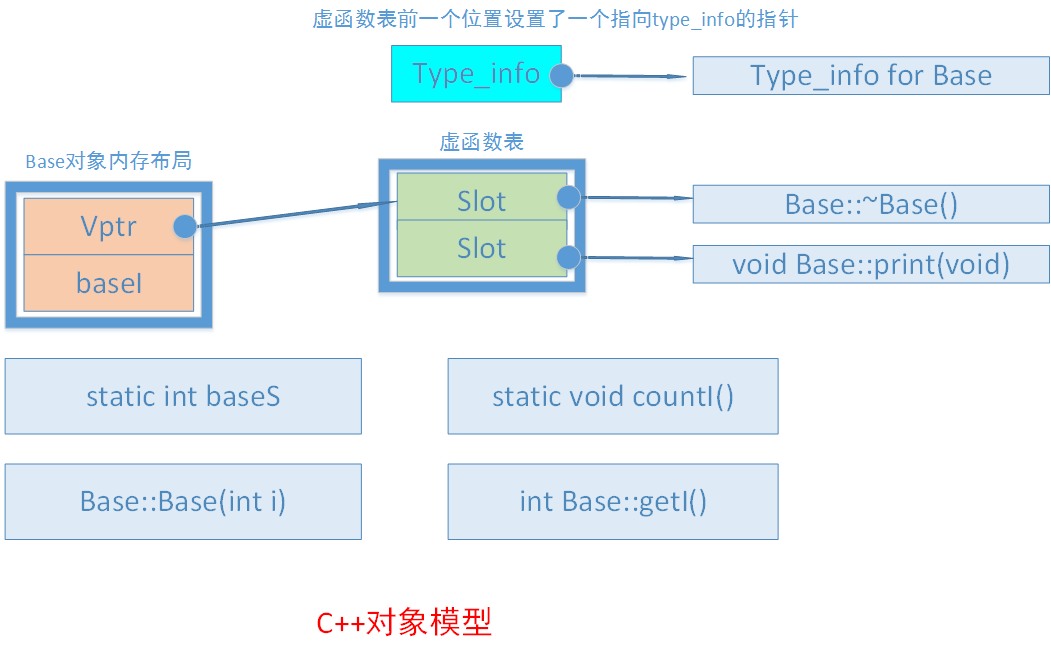 虚函数表前一个位置设置了一个指向type_info的指针
Type_info
Type_info for Base
虚函数表
Base对象内存布局
Vptr
baseI
Slot
Slot
Base::~Base()
void Base::print(void)
static int baseS
static void countI()
Base::Base(int i)
int Base::getI()
C++对象模型